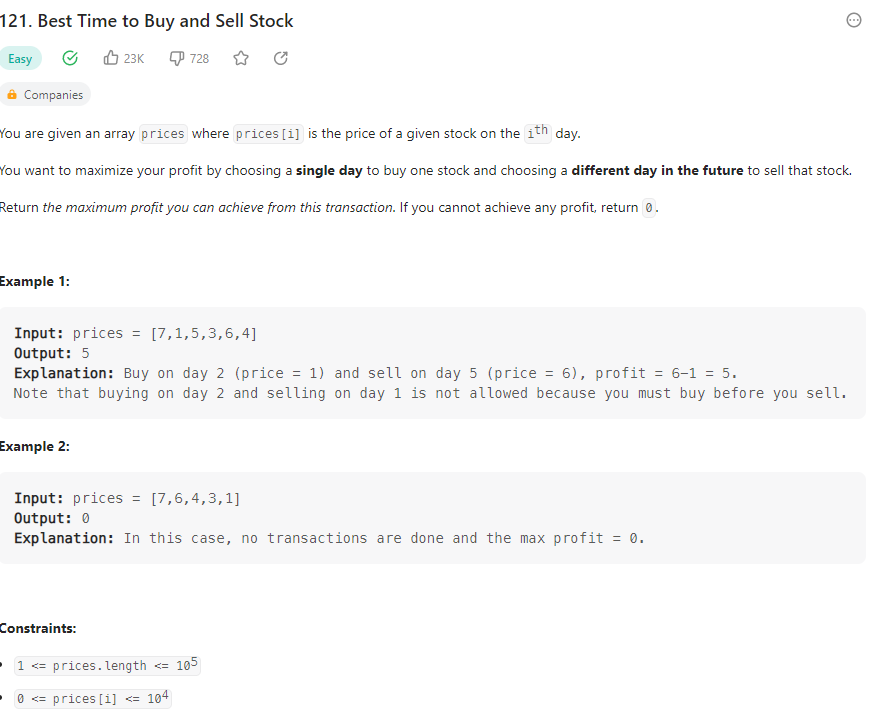 121. Best Time to Buy and Sell Stock
Easy 23K 728
Companies
You are given an array prices where prices[i] is the price of a given stock on the ith day.
You want to maximize your profit by choosing a single day to buy one stock and choosing a different day in the future to sell that stock.
Return the maximum profit you can achieve from this transaction. If you cannot achieve any profit, return 0.
Example 1:
Input: prices = [7,1,5,3,6,4]
Output: 5
Explanation: Buy on day 2 (price = 1) and sell on day 5 (price = 6), profit = 6-1 = 5.
Note that buying on day 2 and selling on day 1 is not allowed because you must buy before you sell.
Example 2:
Input: prices = [7,6,4,3,1]
Output: 0
Explanation: In this case, no transactions are done and the max profit = 0.
Constraints:
1 <= prices.length <= 10⁵
0 <= prices[i] <= 10⁴